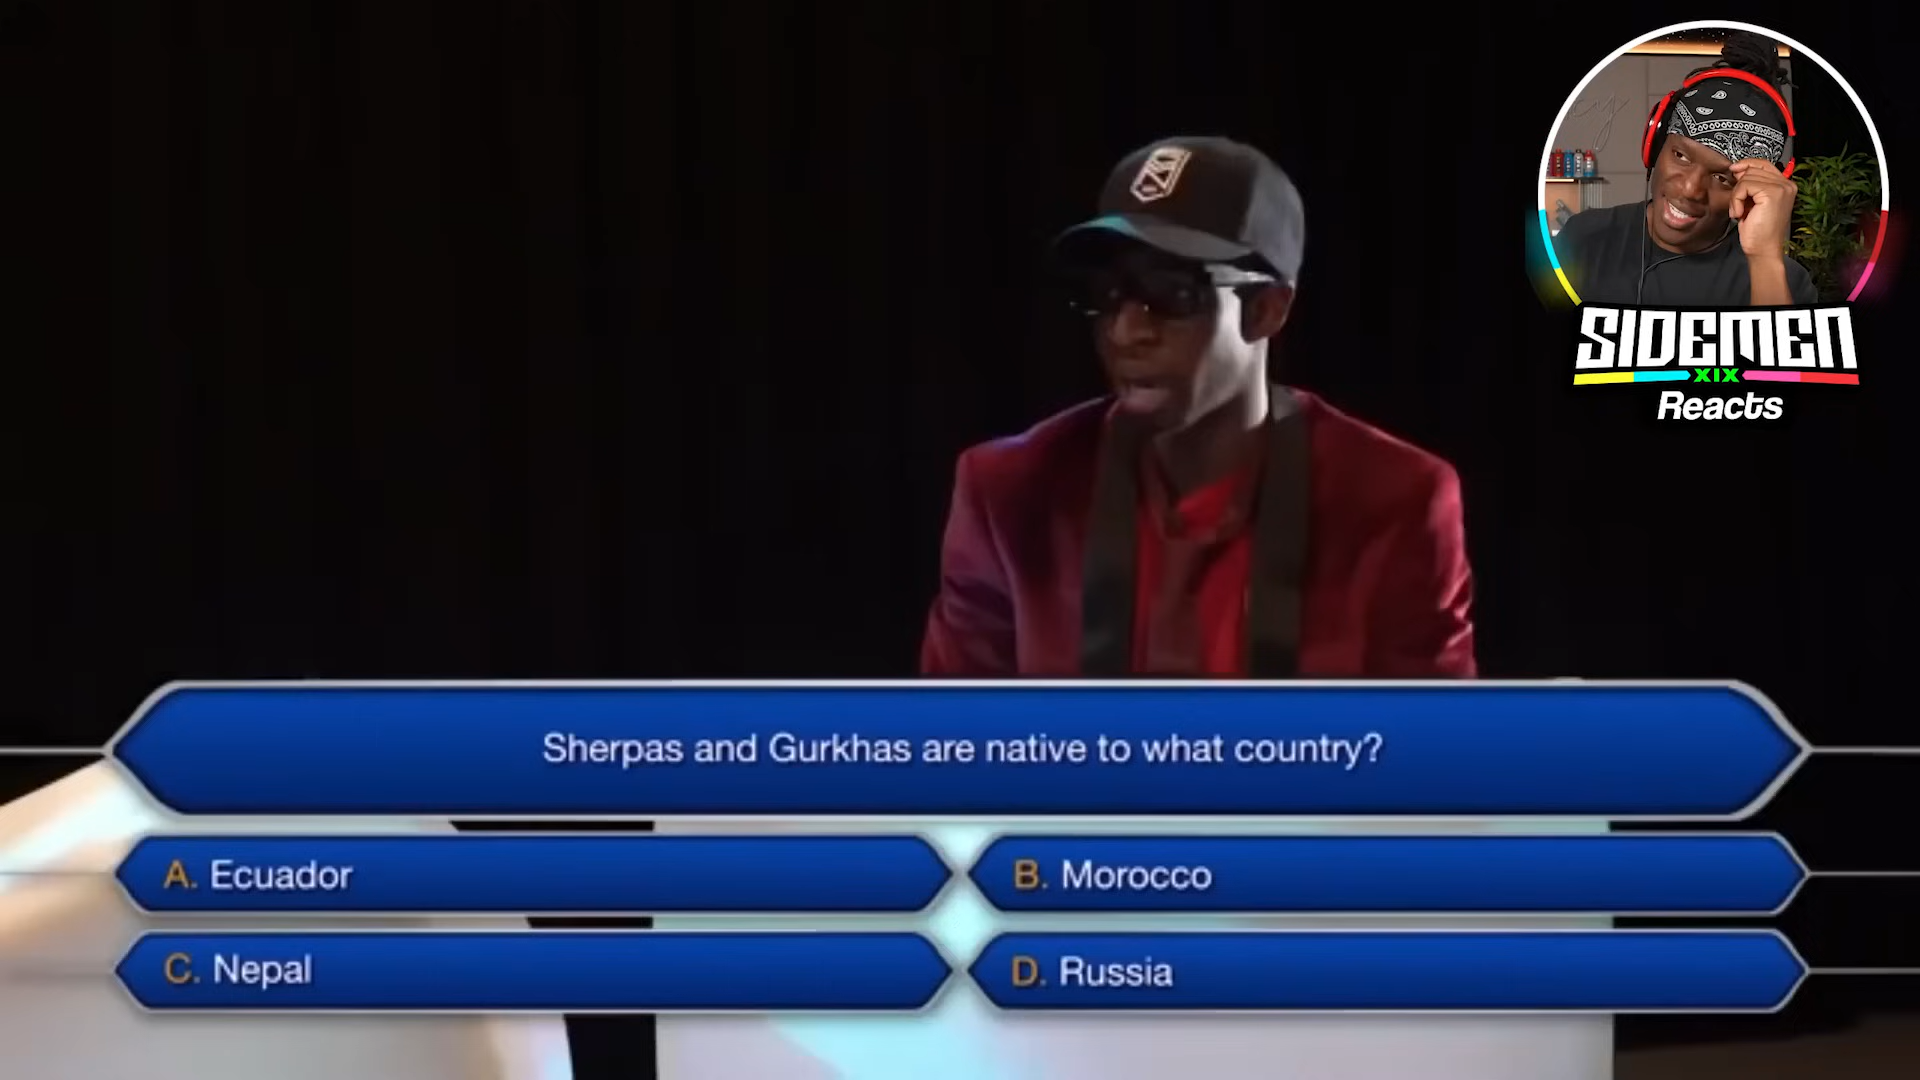 SIDEMEN
XIX
Reacts
Sherpas and Gurkhas are native to what country?
A. Ecuador
B. Morocco
C. Nepal
D. Russia